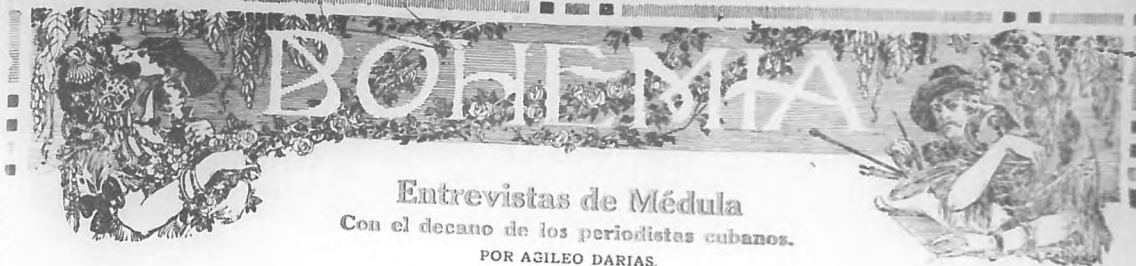 BOHEMIA
Entrevistas de Médula
Con el decano de los periodistas cubanos.
POR AGILEO DARIAS.